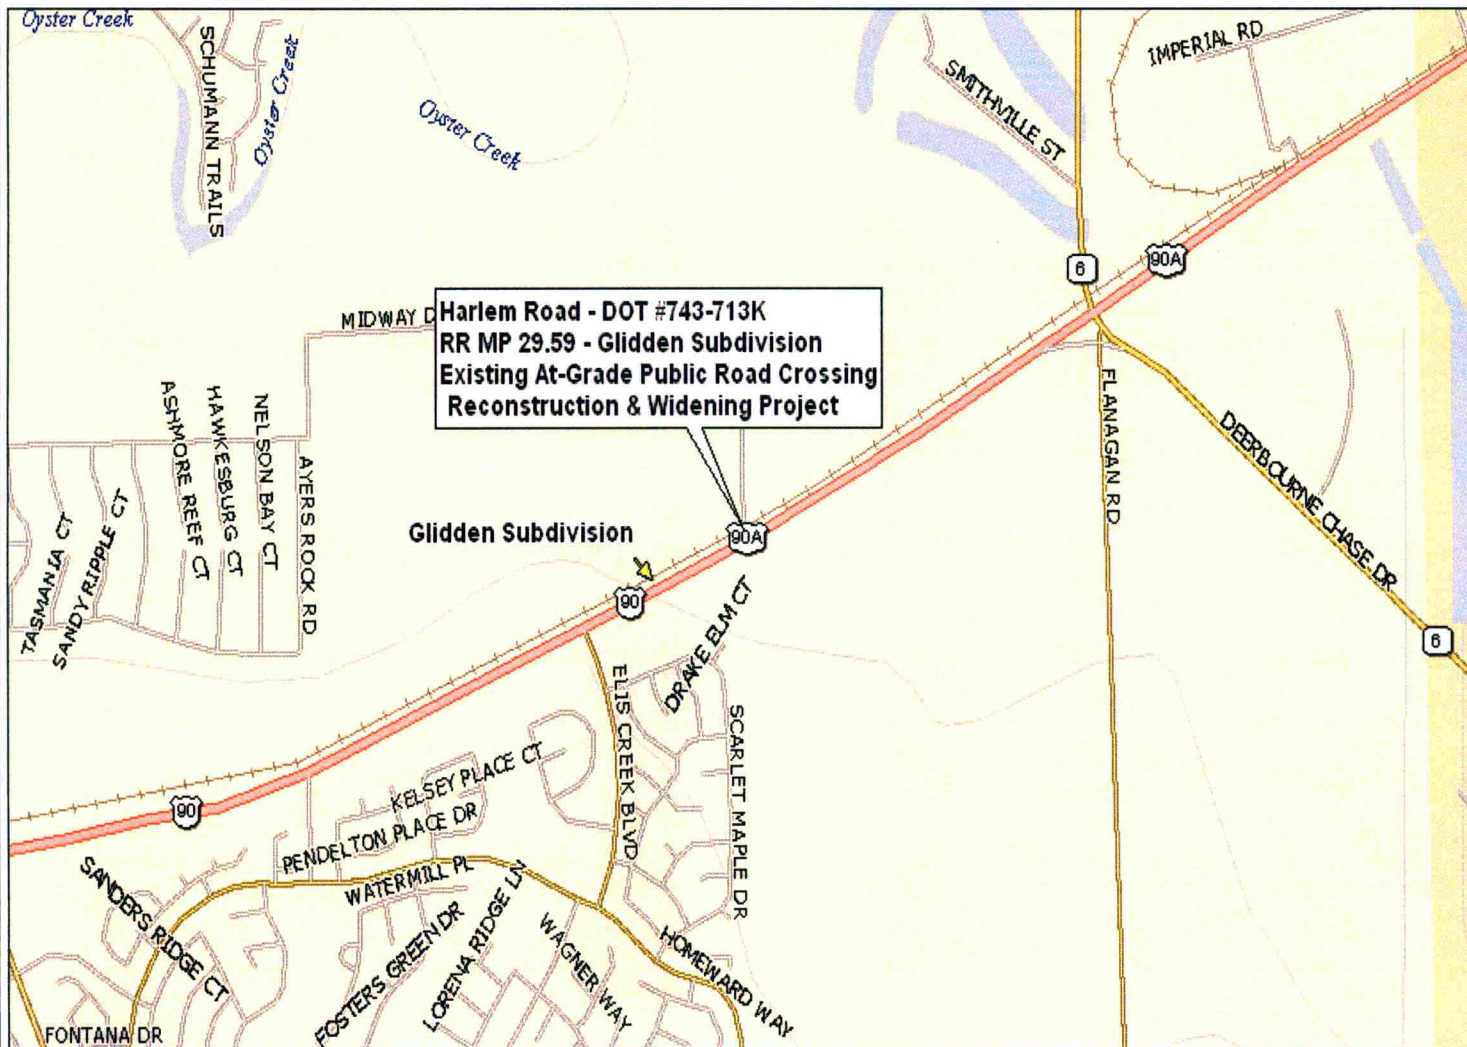 Oyster Creek
SCHUMANN TRAILS
Oyster Creek
Oyster Creek
SMITHVILLE ST
IMPERIAL RD
6
90A
MIDWAY D
Harlem Road - DOT #743-713K
RR MP 29.59 - Glidden Subdivision
Existing At-Grade Public Road Crossing
Reconstruction & Widening Project
ASHMORE REEF CT
HAWKESBURG CT
NELSON BAY CT
AYERS ROCK RD
TASMANIA CT
SANDY RIPPLE CT
FLANAGAN RD
DEERBOURNE CHASE DR
Glidden Subdivision
90A
90
6
DRAKE ELM CT
ELIS CREEK BLVD
SCARLET MAPLE DR
KELSEY PLACE CT
90
PENDELTON PLACE DR
WATERMILL PL
SANDERS RIDGE CT
FOSTERS GREEN DR
LORENA RIDGE LN
WAGNER WAY
HOMEWARD WAY
FONTANA DR